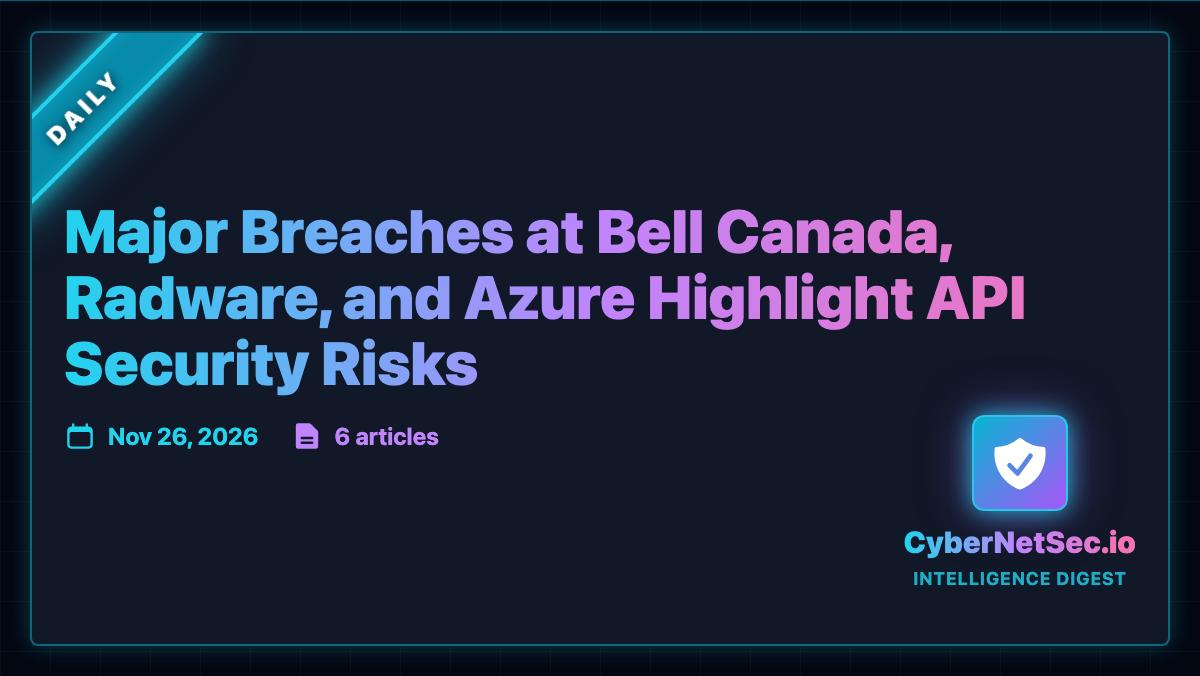 DAILY
Major Breaches at Bell Canada,
Radware, and Azure Highlight API
Security Risks
Nov 26, 2026
6 articles
CyberNetSec.io
INTELLIGENCE DIGEST